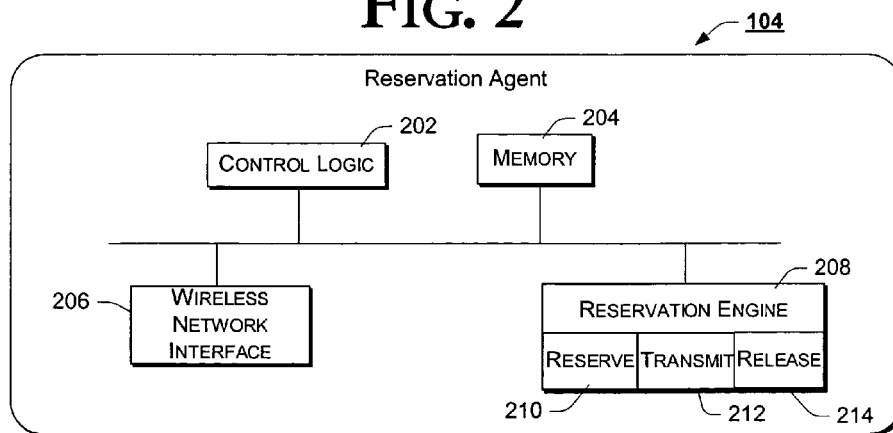 FIG. 2
104
Reservation Agent
202
204
CONTROL LOGIC
MEMORY
206
WIRELESS
NETWORK
INTERFACE
208
RESERVATION ENGINE
RESERVE TRANSMIT RELEASE
210 212 214